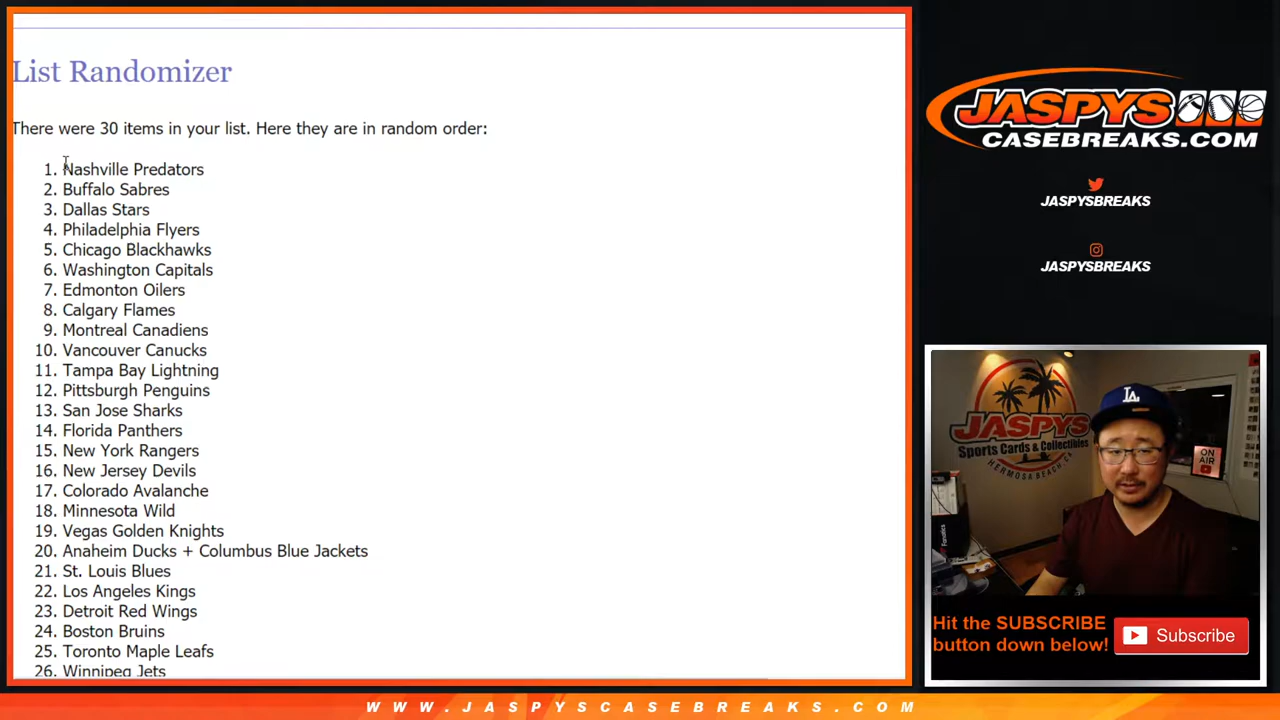 List Randomizer
There were 30 items in your list. Here they are in random order:
1. Nashville Predators
2. Buffalo Sabres
3. Dallas Stars
4. Philadelphia Flyers
5. Chicago Blackhawks
6. Washington Capitals
7. Edmonton Oilers
8. Calgary Flames
9. Montreal Canadiens
10. Vancouver Canucks
11. Tampa Bay Lightning
12. Pittsburgh Penguins
13. San Jose Sharks
14. Florida Panthers
15. New York Rangers
16. New Jersey Devils
17. Colorado Avalanche
18. Minnesota Wild
19. Vegas Golden Knights
20. Anaheim Ducks + Columbus Blue Jackets
21. St. Louis Blues
22. Los Angeles Kings
23. Detroit Red Wings
24. Boston Bruins
25. Toronto Maple Leafs
26. Winnipeg Jets
JASPYS
CASEBREAKS.COM
JASPYSBREAKS
JASPYSBREAKS
JASPYS
Sports Cards & Collectibles
HERMOSA BEACH, CA
LA
ON
AIR
Fanatics
Hit the SUBSCRIBE
button down below!
Subscribe
WWW.JASPYSCASEBREAKS.COM